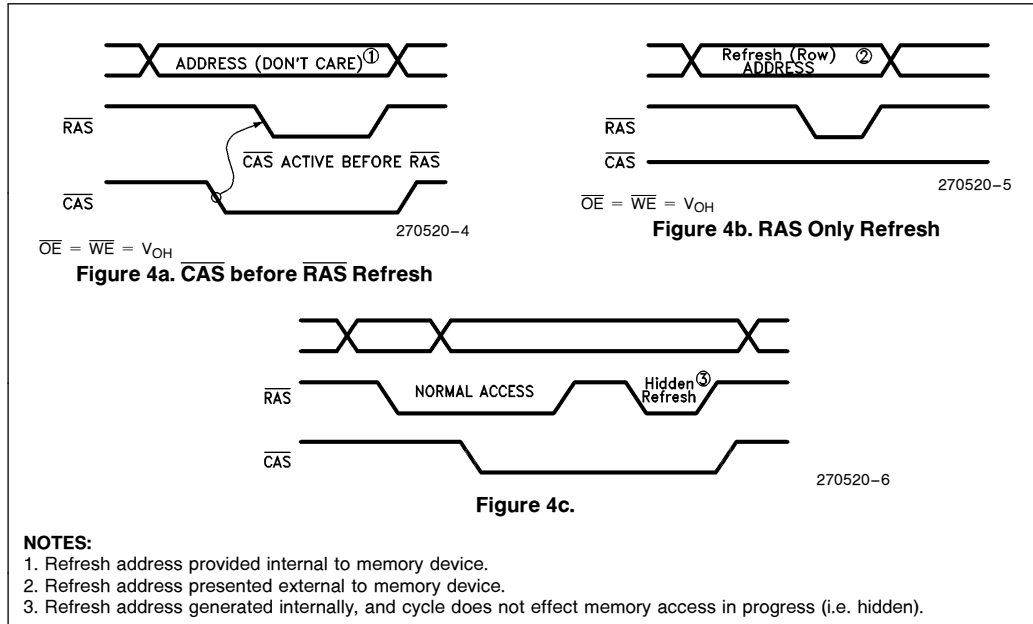 ADDRESS (DON'T CARE) ①
RAS
CAS ACTIVE BEFORE RAS
CAS
270520–4
OE = WE = VOH
Figure 4a. CAS before RAS Refresh
Refresh (Row) ②
ADDRESS
RAS
CAS
270520–5
OE = WE = VOH
Figure 4b. RAS Only Refresh
RAS
NORMAL ACCESS
Hidden ③
Refresh
CAS
270520–6
Figure 4c.
NOTES:
1. Refresh address provided internal to memory device.
2. Refresh address presented external to memory device.
3. Refresh address generated internally, and cycle does not effect memory access in progress (i.e. hidden).